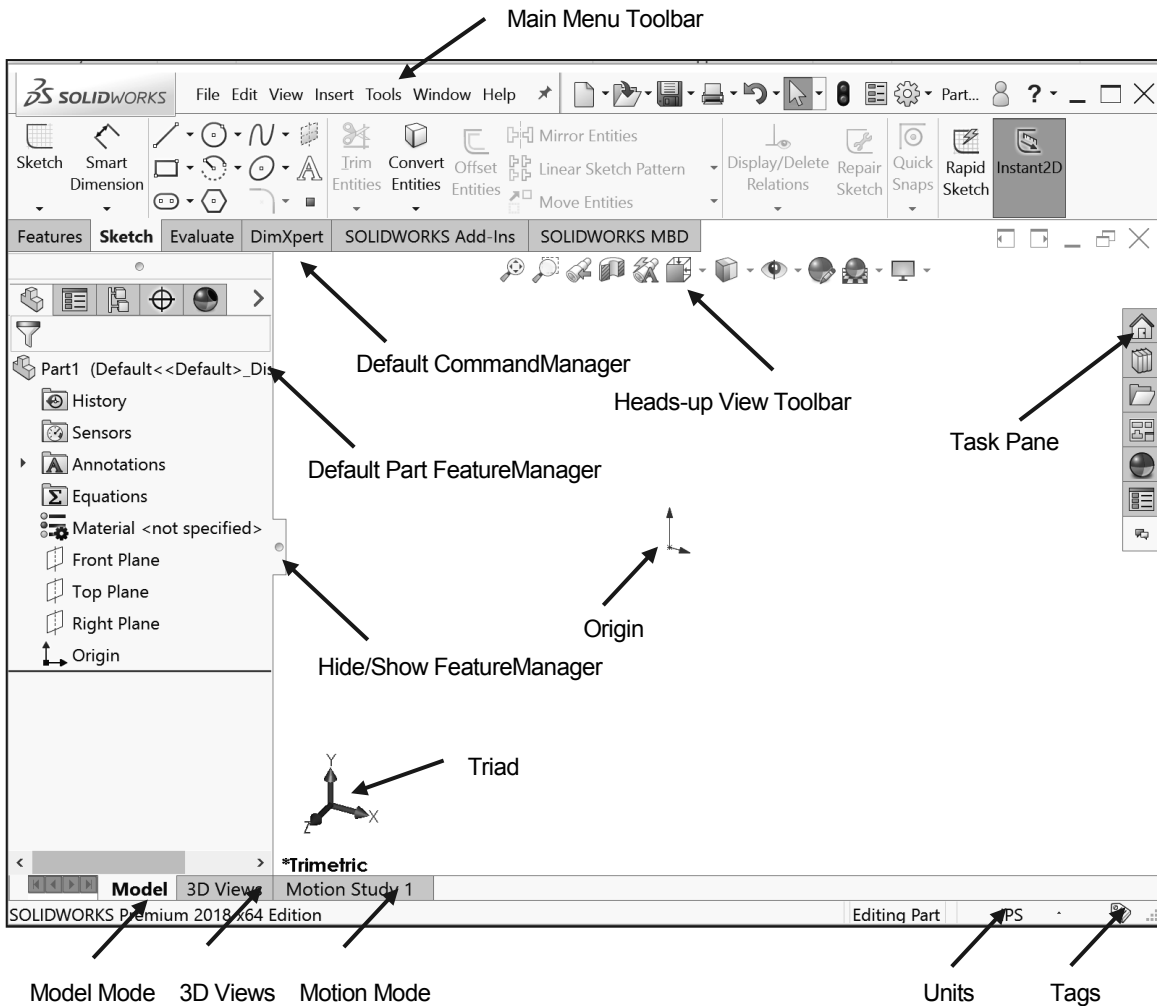 Main Menu Toolbar
SOLIDWORKS File Edit View Insert Tools Window Help Part... ?
Sketch Smart Dimension Trim Entities Convert Entities Offset Entities Mirror Entities
Linear Sketch Pattern
Move Entities
Display/Delete Relations Repair Sketch Quick Snaps Rapid Sketch Instant2D
Features Sketch Evaluate DimXpert SOLIDWORKS Add-Ins SOLIDWORKS MBD
Part1 (Default<<Default>_Dis
Default CommandManager
Heads-up View Toolbar
Task Pane
History
Sensors
Annotations
Default Part FeatureManager
Equations
Material <not specified>
Front Plane
Top Plane
Right Plane
Origin
Origin
Hide/Show FeatureManager
Y
X
Z
Triad
*Trimetric
Model 3D Views Motion Study 1
SOLIDWORKS Premium 2018 x64 Edition Editing Part
Model Mode 3D Views Motion Mode Units Tags